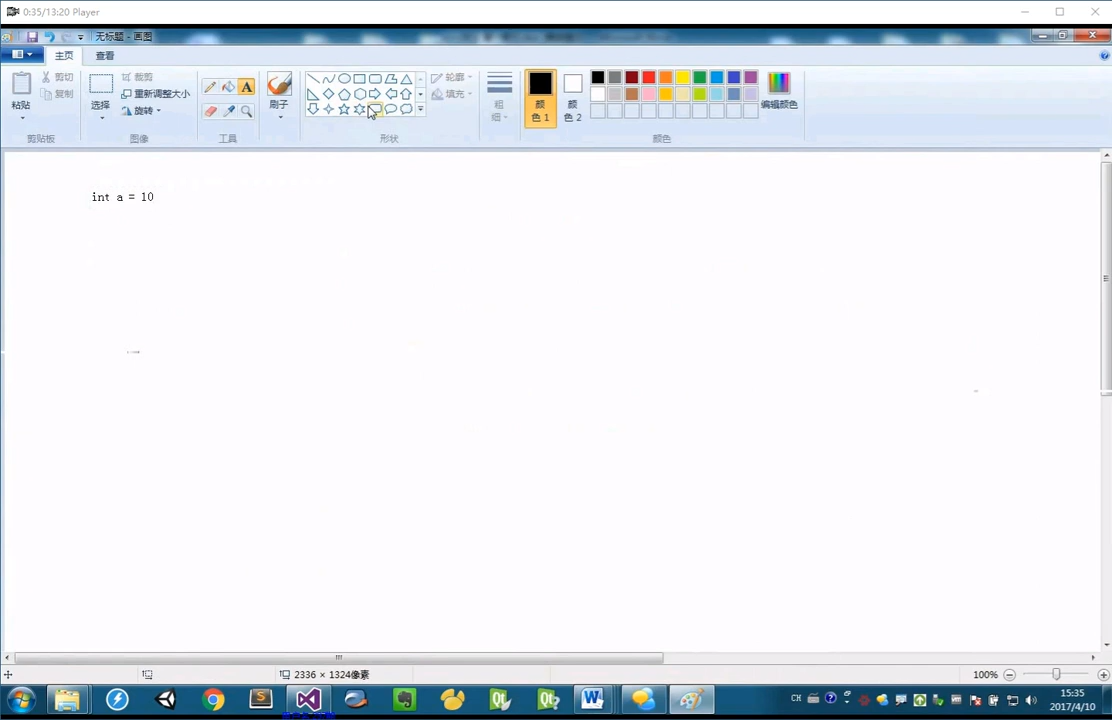 0:35/13:20 Player
无标题 - 画图
主页
查看
粘贴
剪切
复制
剪贴板
选择
裁剪
重新调整大小
旋转
图像
A
工具
刷子
轮廓
填充
形状
粗
细
颜
色 1
颜
色 2
编辑颜色
颜色
int a = 10
2336 × 1324像素
100%
CH
15:35
2017/4/10